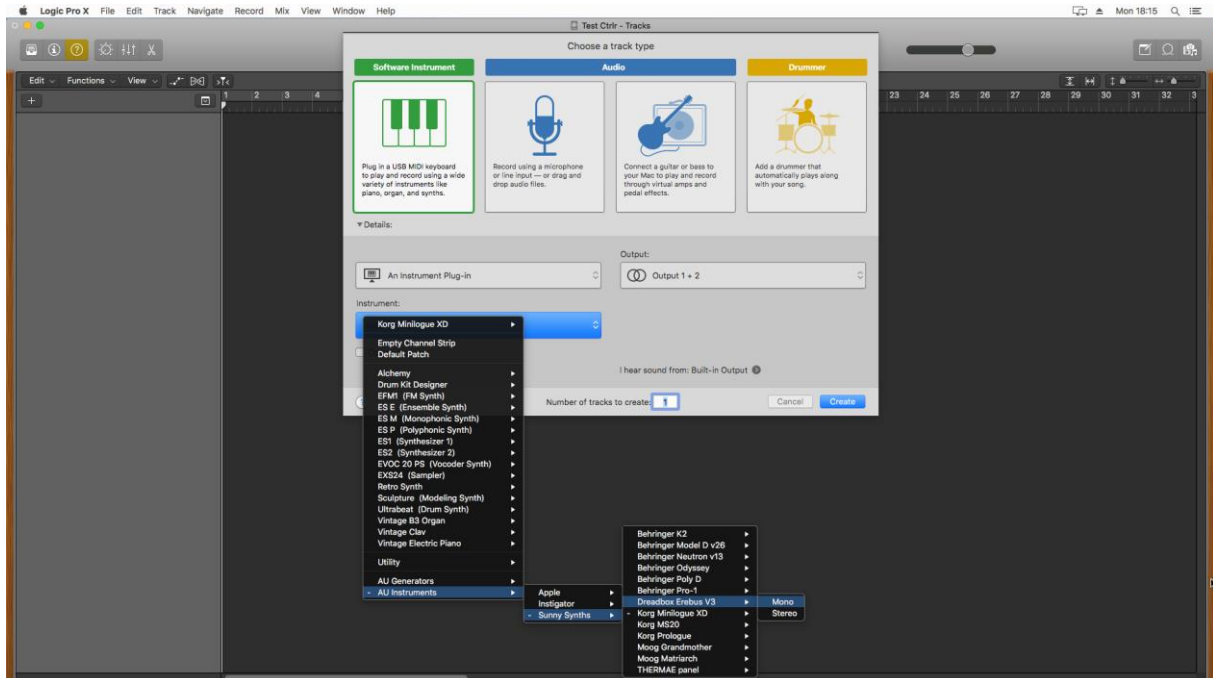 Logic Pro X File Edit Track Navigate Record Mix View Window Help Mon 18:15
Test Ctrlr - Tracks
Choose a track type
Edit Functions View
1 2 3 4 23 24 25 26 27 28 29 30 31 32 3
Software Instrument Audio Drummer
Plug in a USB MIDI keyboard
to play and record using a wide
variety of instruments like
piano, organ, and synths.
Record using a microphone
or line input — or drag and
drop audio files.
Connect a guitar or bass to
your Mac to play and record
through virtual amps and
pedal effects.
Add a drummer that
automatically plays along
with your song.
Details:
An Instrument Plug-in
Output:
Output 1 + 2
Instrument:
Korg Minilogue XD
Empty Channel Strip
Default Patch
Alchemy
Drum Kit Designer
EFM1 (FM Synth)
ES E (Ensemble Synth)
ES M (Monophonic Synth)
ES P (Polyphonic Synth)
ES1 (Synthesizer 1)
ES2 (Synthesizer 2)
EVOC 20 PS (Vocoder Synth)
EXS24 (Sampler)
Retro Synth
Sculpture (Modeling Synth)
Ultrabeat (Drum Synth)
Vintage B3 Organ
Vintage Clav
Vintage Electric Piano
Utility
AU Generators
- AU Instruments
Apple
Instigator
- Sunny Synths
Behringer K2
Behringer Model D v26
Behringer Neutron v13
Behringer Odyssey
Behringer Poly D
Behringer Pro-1
Dreadbox Erebus V3
- Korg Minilogue XD
Korg MS20
Korg Prologue
Moog Grandmother
Moog Matriarch
THERMAE panel
Mono
Stereo
I hear sound from: Built-in Output
Number of tracks to create: 1
Cancel Create